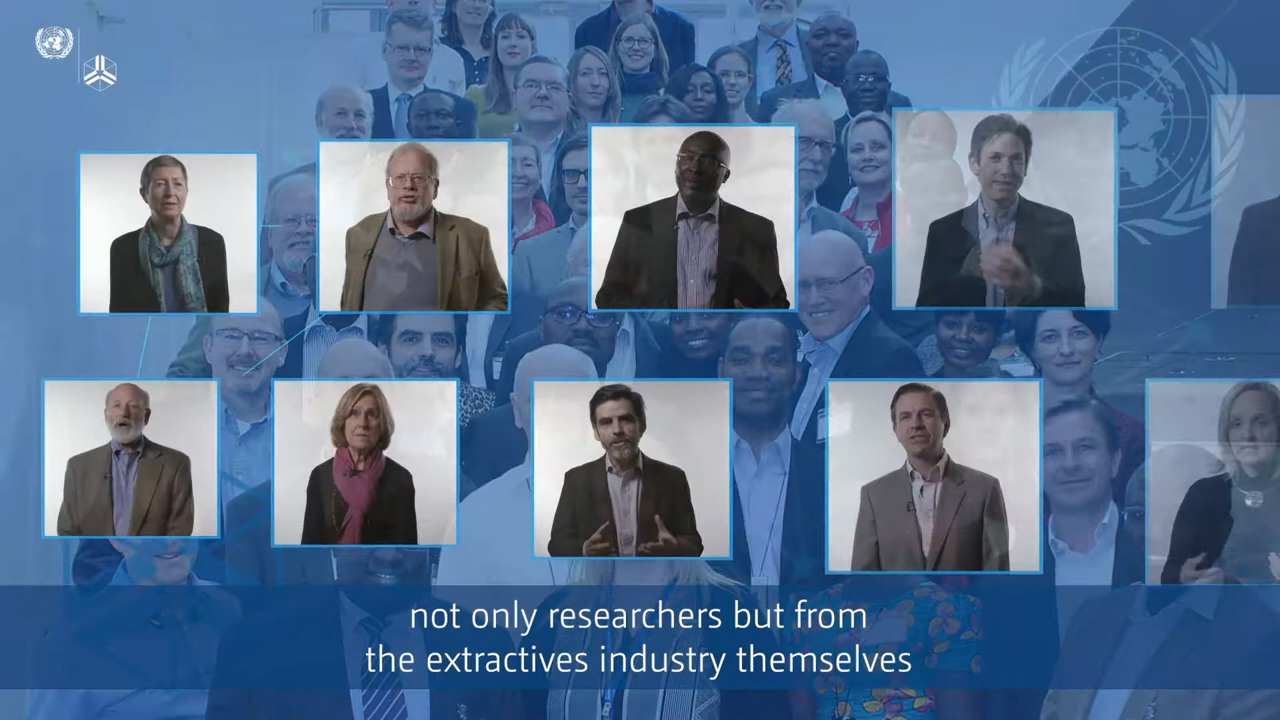 not only researchers but from
the extractives industry themselves